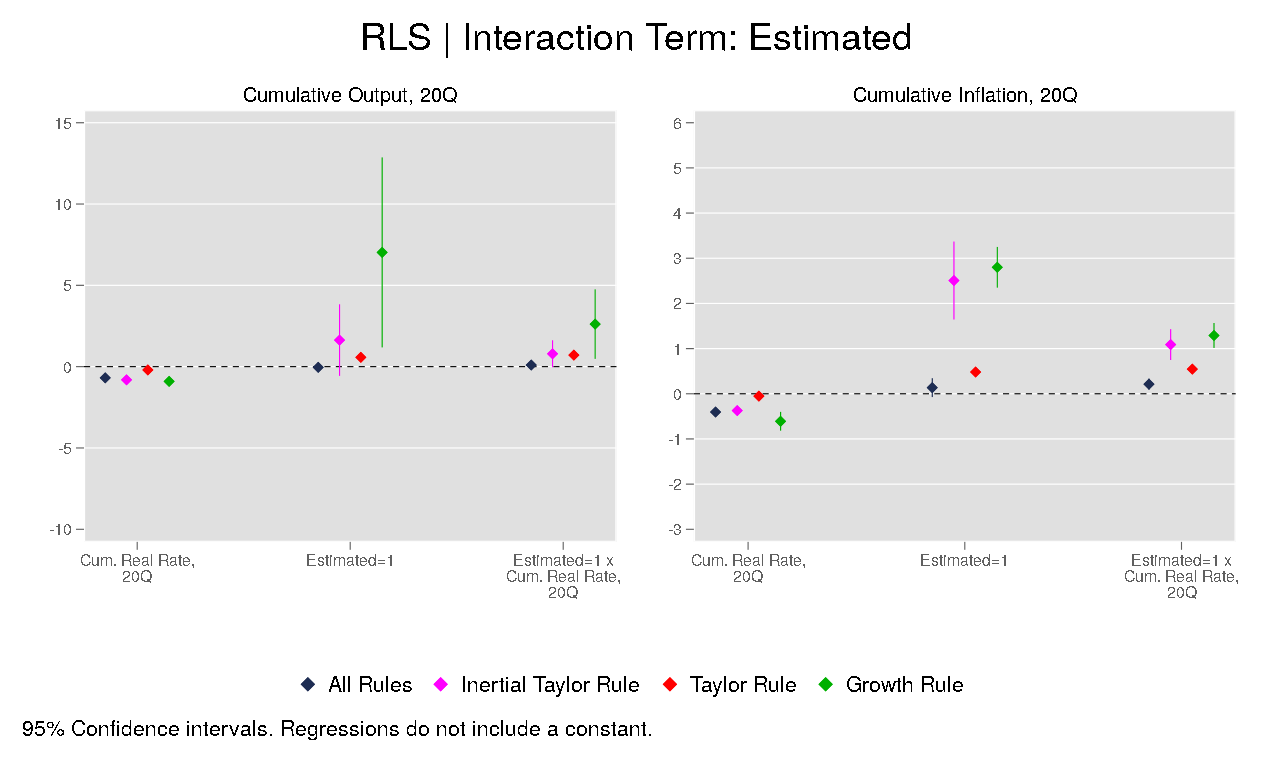 RLS | Interaction Term: Estimated
Cumulative Output, 20Q
15
10
5
0
-5
-10
Cum. Real Rate,
20Q
Estimated=1
Estimated=1 x
Cum. Real Rate,
20Q
Cumulative Inflation, 20Q
6
5
4
3
2
1
0
-1
-2
-3
Cum. Real Rate,
20Q
Estimated=1
Estimated=1 x
Cum. Real Rate,
20Q
All Rules
Inertial Taylor Rule
Taylor Rule
Growth Rule
95% Confidence intervals. Regressions do not include a constant.